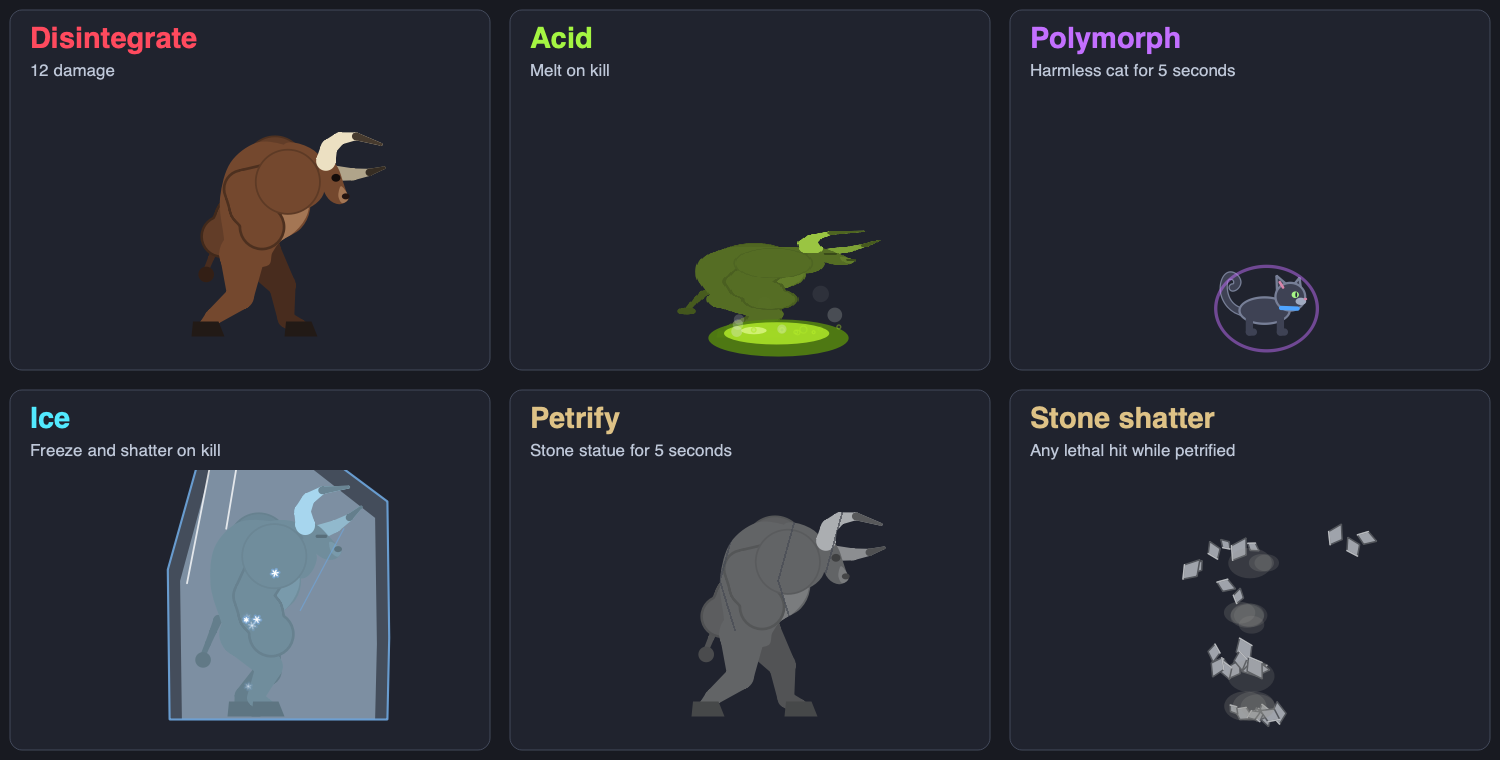 Disintegrate
12 damage
Acid
Melt on kill
Polymorph
Harmless cat for 5 seconds
Ice
Freeze and shatter on kill
Petrify
Stone statue for 5 seconds
Stone shatter
Any lethal hit while petrified